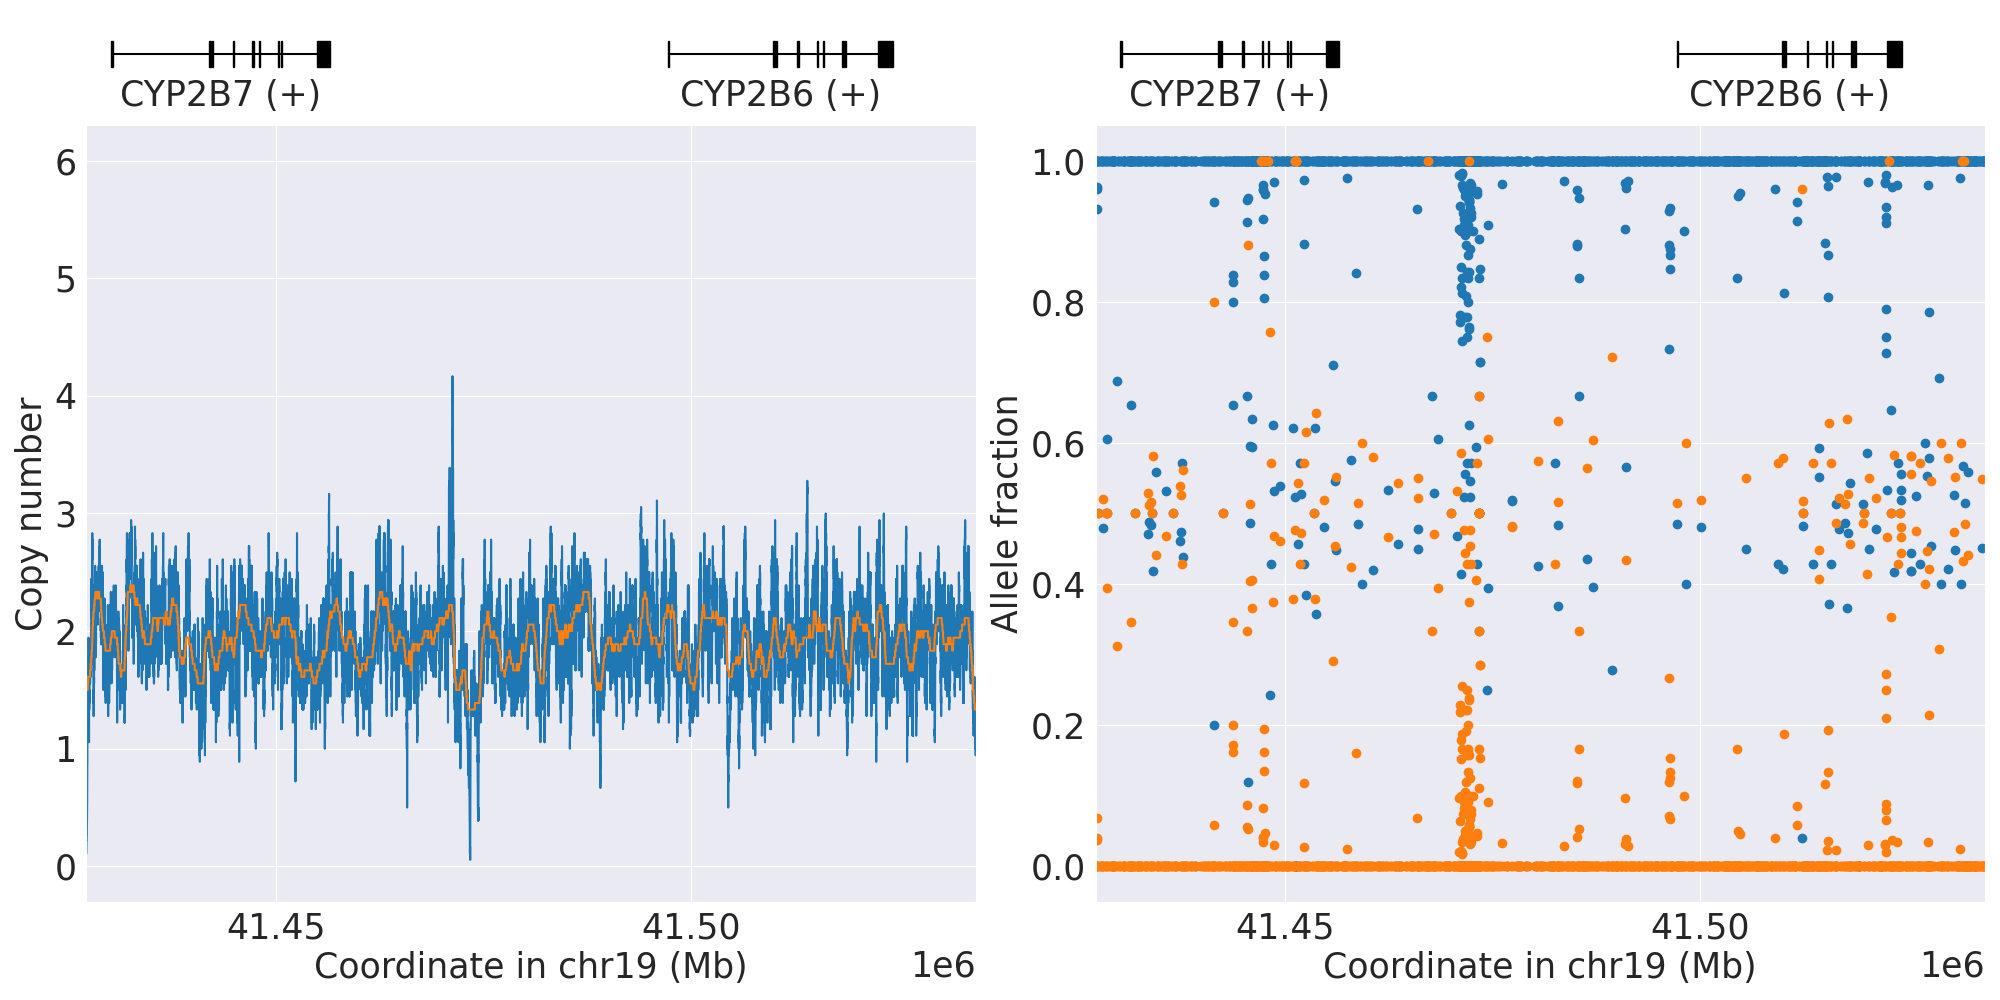 CYP2B7 (+)
CYP2B6 (+)
Copy number
6
5
4
3
2
1
0
41.45
41.50
Coordinate in chr19 (Mb)
1e6
CYP2B7 (+)
CYP2B6 (+)
Allele fraction
1.0
0.8
0.6
0.4
0.2
0.0
41.45
41.50
Coordinate in chr19 (Mb)
1e6